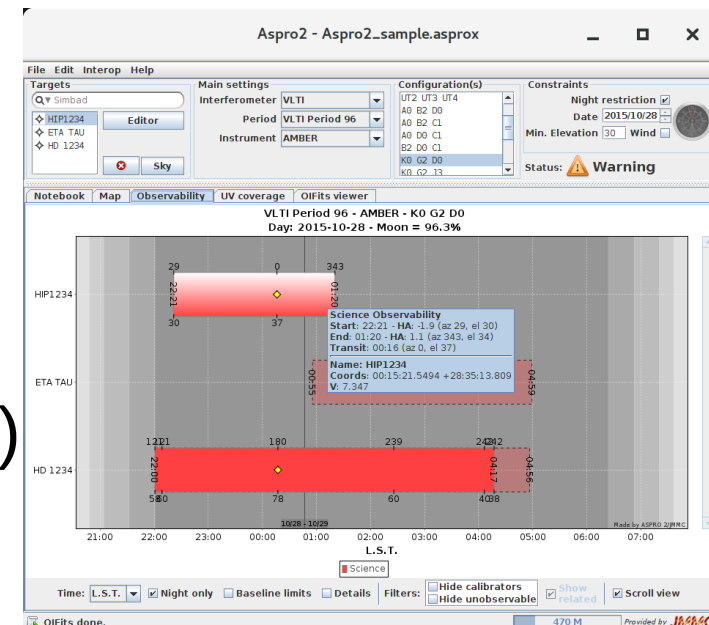 Aspro2 - Aspro2_sample.asprox
File Edit Interop Help
Targets
Simbad
HIP1234
ETA TAU
HD 1234
Editor
Sky
Main settings
Interferometer VLTI
Period VLTI Period 96
Instrument AMBER
Configuration(s)
UT2 UT3 UT4
A0 B2 D0
A0 B2 C1
A0 D0 C1
B2 D0 C1
K0 G2 D0
K0 G2 J3
Constraints
Night restriction
Date 2015/10/28
Min. Elevation 30 Wind
Status: Warning
Notebook Map Observability UV coverage OIFits viewer
VLTI Period 96 - AMBER - K0 G2 D0
Day: 2015-10-28 - Moon = 96.3%
29 0 343
HIP1234
22:21 01:20
30 37
Science Observability
Start: 22:21 - HA: -1.9 (az 29, el 30)
End: 01:20 - HA: 1.1 (az 343, el 34)
Transit: 00:16 (az 0, el 37)
Name: HIP1234
Coords: 00:15:21.5494 +28:35:13.809
V: 7.347
ETA TAU
00:55 04:59
)
180 239 242
HD 1234
22:00 04:17 04:56
78 60
10/28 - 10/29
Made by ASPRO 2/JMMC
21:00 22:00 23:00 00:00 01:00 02:00 03:00 04:00 05:00 06:00 07:00
L.S.T.
Science
Time: L.S.T. Night only Baseline limits Details Filters: Hide calibrators
Hide unobservable
Show related
Scroll view
OIFits done.
470 M
Provided by JMMC